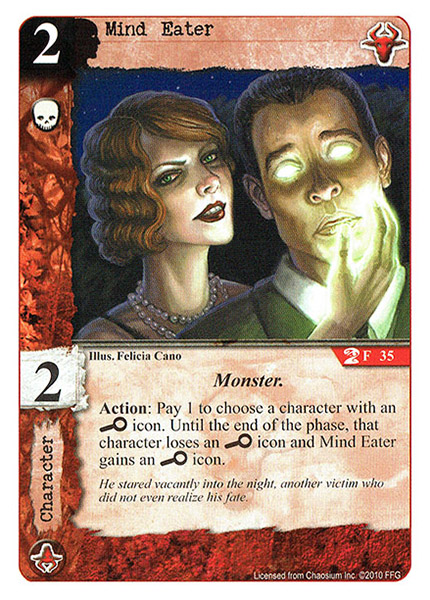 2
Mind Eater
Illus. Felicia Cano
F 35
2
Character
Monster.
Action: Pay 1 to choose a character with an
icon. Until the end of the phase, that
character loses an icon and Mind Eater
gains an icon.
He stared vacantly into the night, another victim who
did not even realize his fate.
Licensed from Chaosium Inc. ©2010 FFG